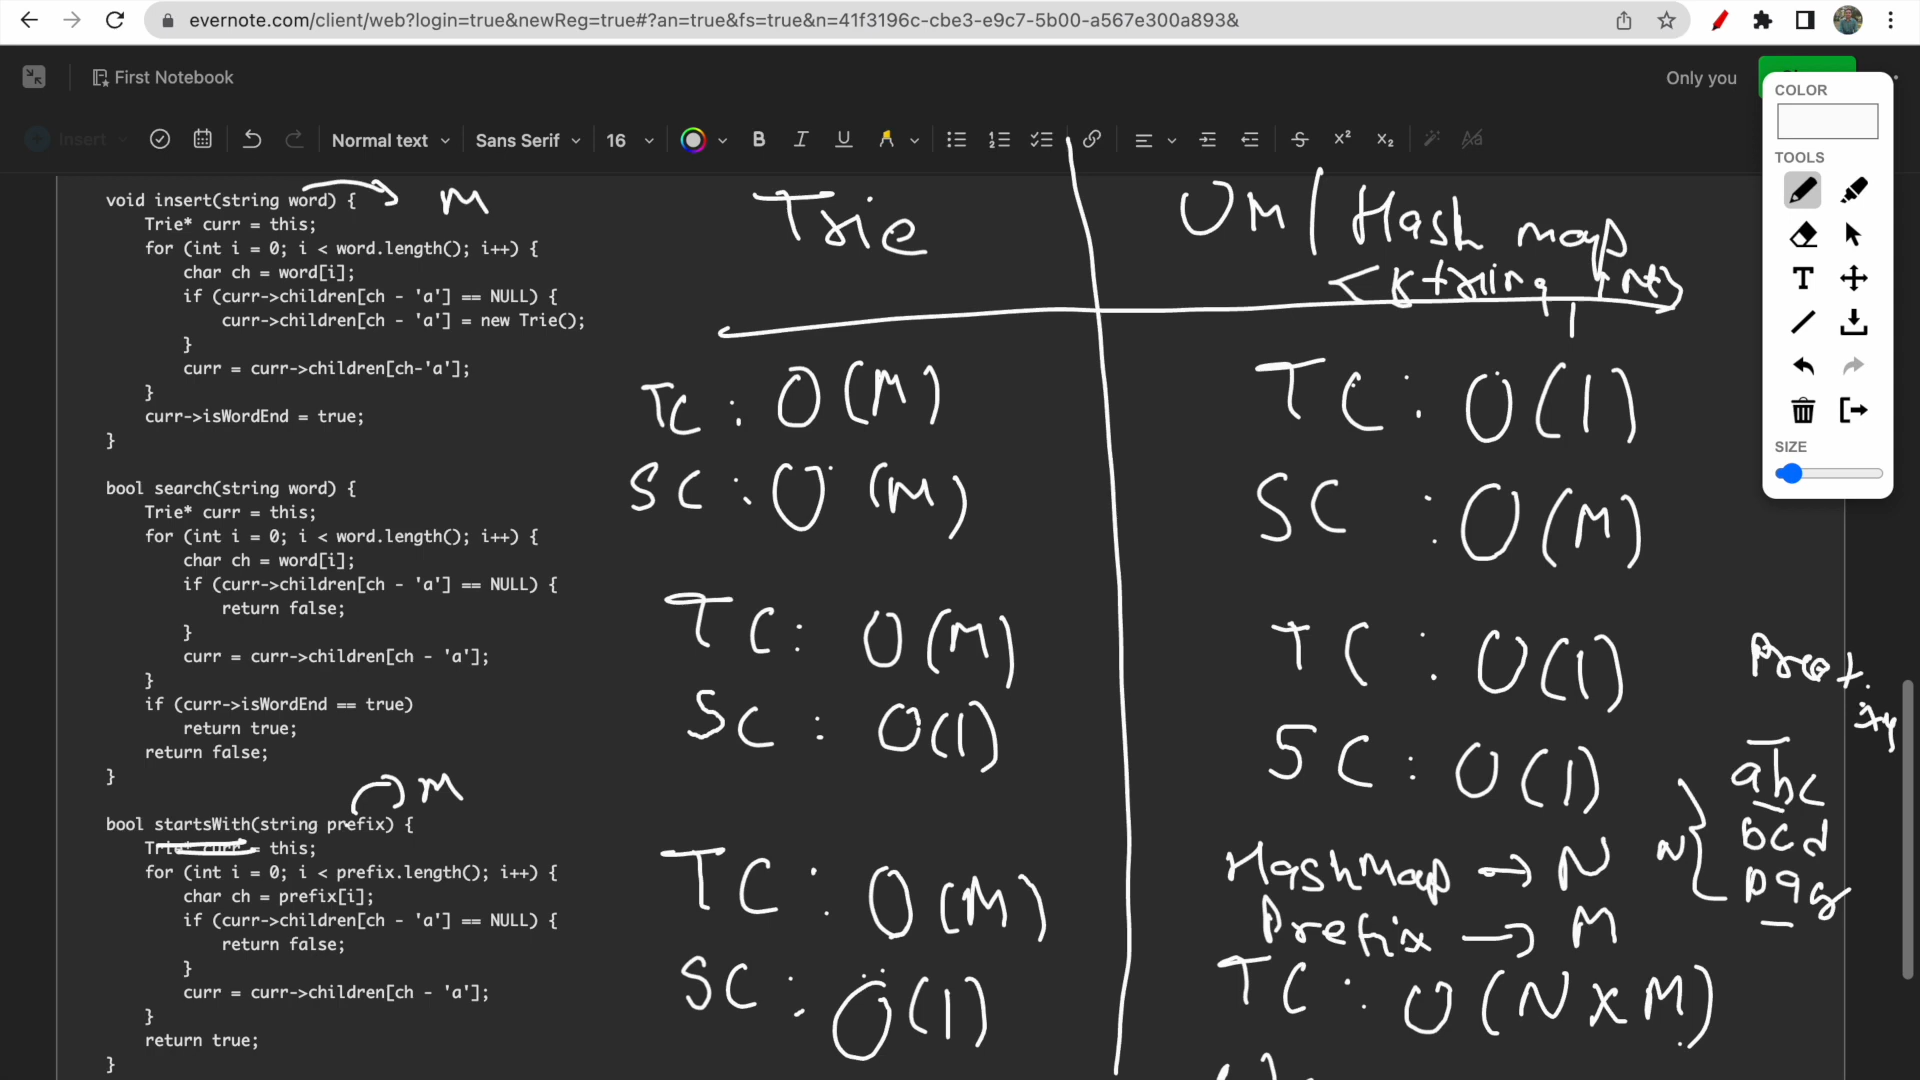 evernote.com/client/web?login=true&newReg=true#?an=true&fs=true&n=41f3196c-cbe3-e9c7-5b00-a567e300a893&
First Notebook
Only you
Insert
Normal text
Sans Serif
16
void insert(string word) {
Trie* curr = this;
for (int i = 0; i < word.length(); i++) {
char ch = word[i];
if (curr->children[ch - 'a'] == NULL) {
curr->children[ch - 'a'] = new Trie();
}
curr = curr->children[ch-'a'];
}
curr->isWordEnd = true;
}
bool search(string word) {
Trie* curr = this;
for (int i = 0; i < word.length(); i++) {
char ch = word[i];
if (curr->children[ch - 'a'] == NULL) {
return false;
}
curr = curr->children[ch - 'a'];
}
if (curr->isWordEnd == true)
return true;
return false;
}
bool startsWith(string prefix) {
Trie* curr = this;
for (int i = 0; i < prefix.length(); i++) {
char ch = prefix[i];
if (curr->children[ch - 'a'] == NULL) {
return false;
}
curr = curr->children[ch - 'a'];
}
return true;
}
M
M
Trie
TC : O(M)
SC : O(M)
TC : O(M)
SC : O(1)
TC : O(M)
SC : O(1)
UM / Hash map
<string int>
TC : O(1)
SC : O(M)
TC : O(1)
SC : O(1)
HashMap → N
Prefix → M
TC : O(N x M)
N
abc
bcd
COLOR
TOOLS
T
SIZE